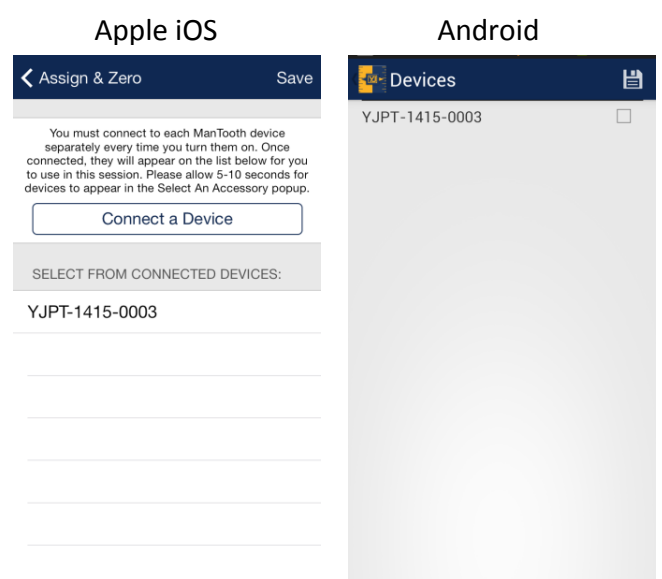 Apple iOS
Android
Assign & Zero
Save
You must connect to each ManTooth device
separately every time you turn them on. Once
connected, they will appear on the list below for you
to use in this session. Please allow 5-10 seconds for
devices to appear in the Select An Accessory popup.
Connect a Device
SELECT FROM CONNECTED DEVICES:
YJPT-1415-0003
Devices
YJPT-1415-0003